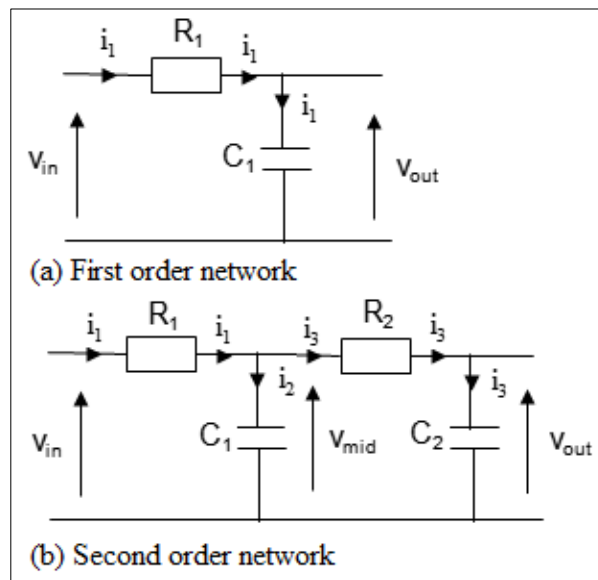 R₁
i₁ i₁
i₁
vᵢₙ C₁ vₒᵤₜ
(a) First order network
R₁ R₂
i₁ i₁ i₃ i₃
i₂ i₃
vᵢₙ C₁ v_mid C₂ vₒᵤₜ
(b) Second order network